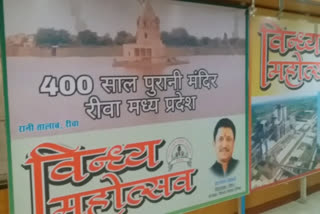 400 साल पुरानी मंदिर
रीवा मध्य प्रदेश
रानी तालाब, रीवा
विन्ध्य
महोत्सव
विन्ध्य
महोत्सव